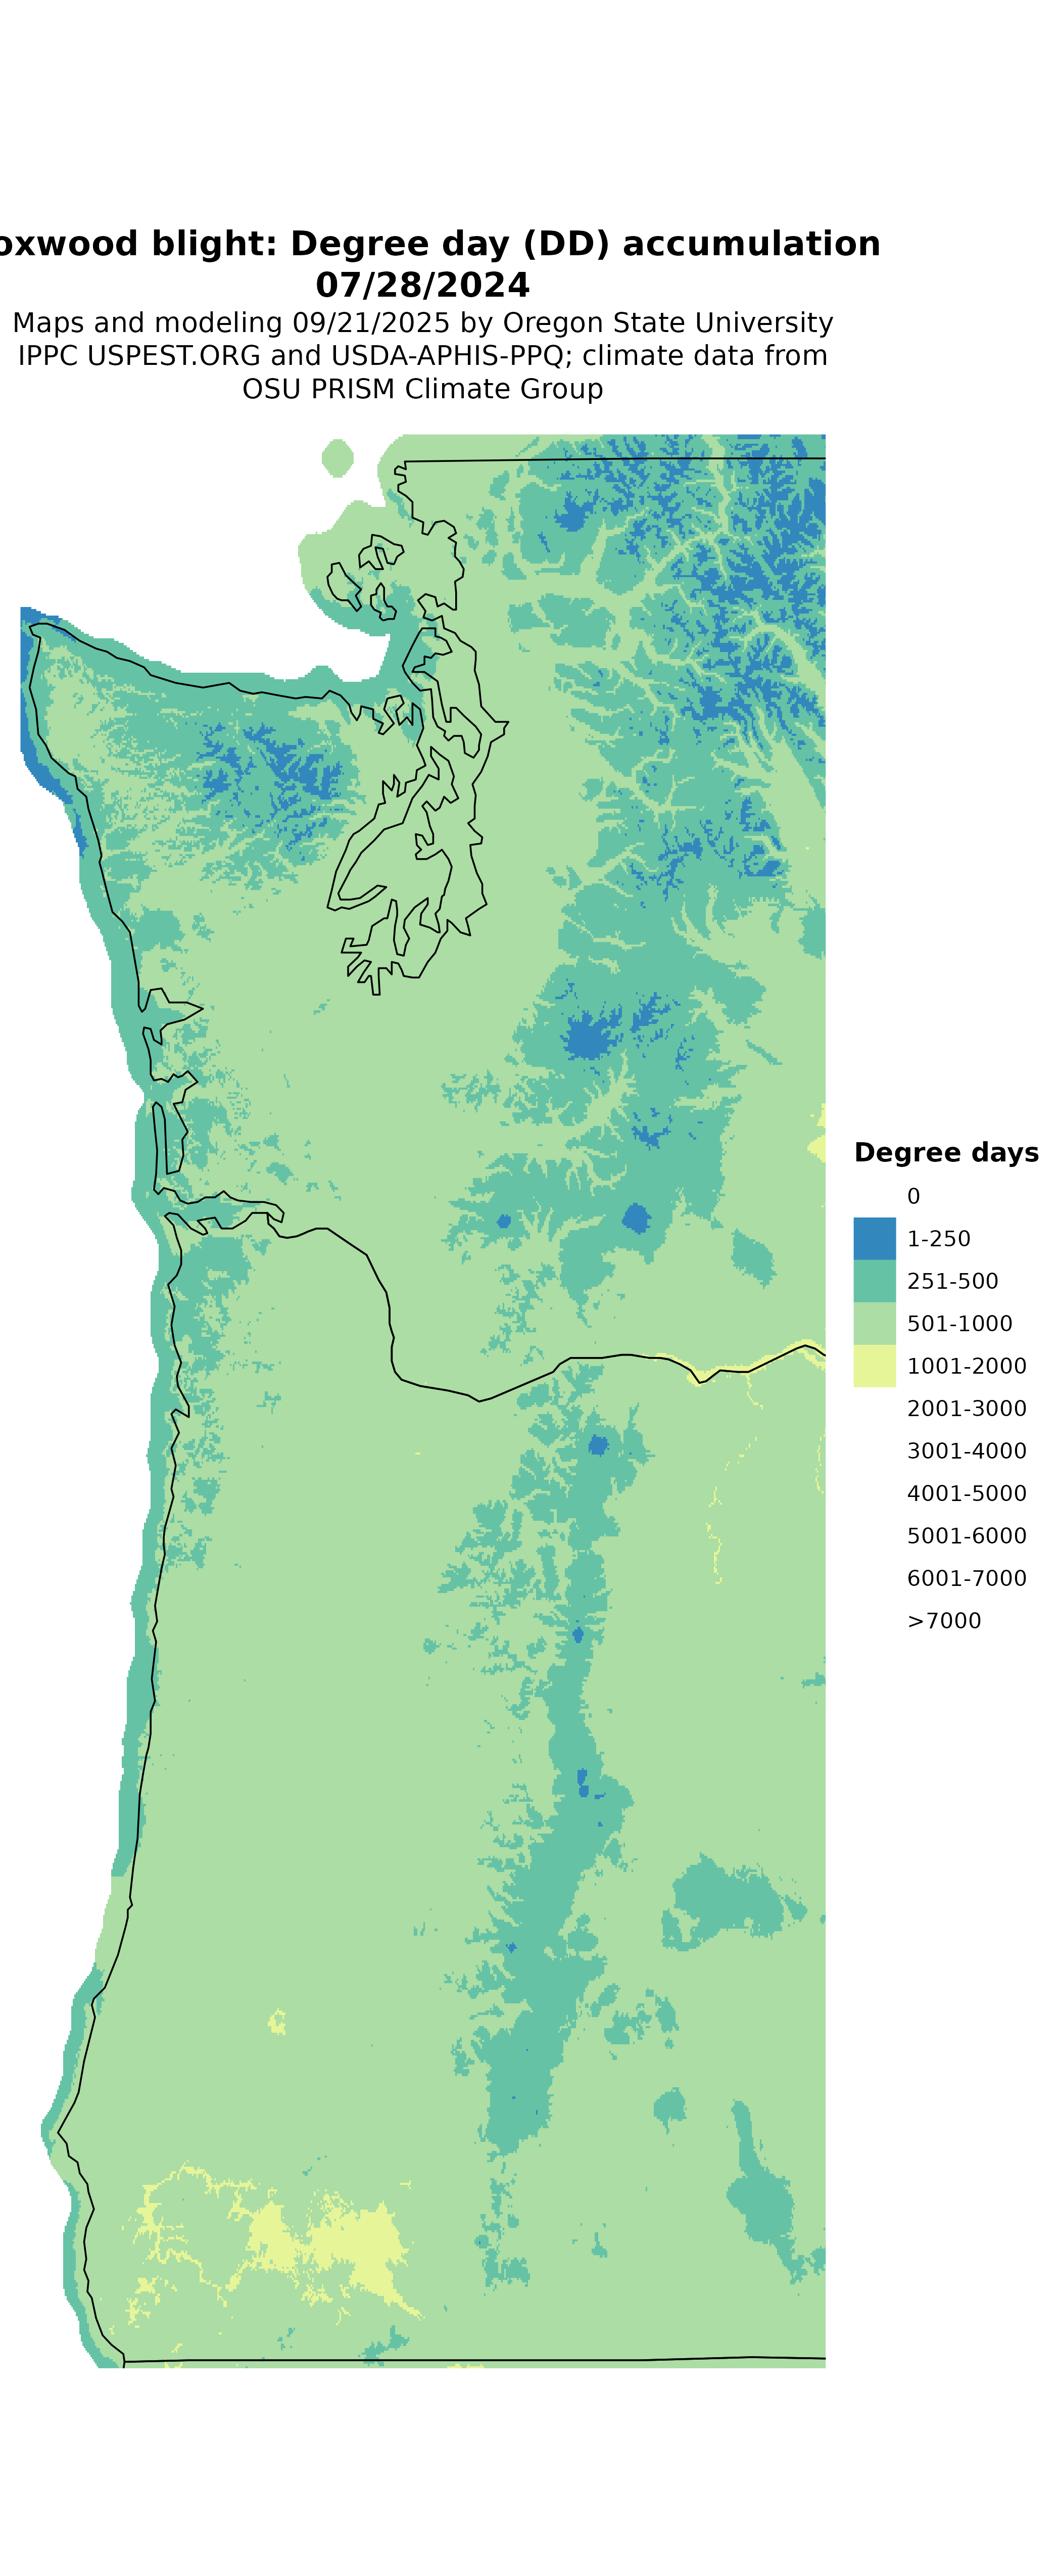 oxwood blight: Degree day (DD) accumulation
07/28/2024
Maps and modeling 09/21/2025 by Oregon State University
IPPC USPEST.ORG and USDA-APHIS-PPQ; climate data from
OSU PRISM Climate Group
Degree days
0
1-250
251-500
501-1000
1001-2000
2001-3000
3001-4000
4001-5000
5001-6000
6001-7000
>7000